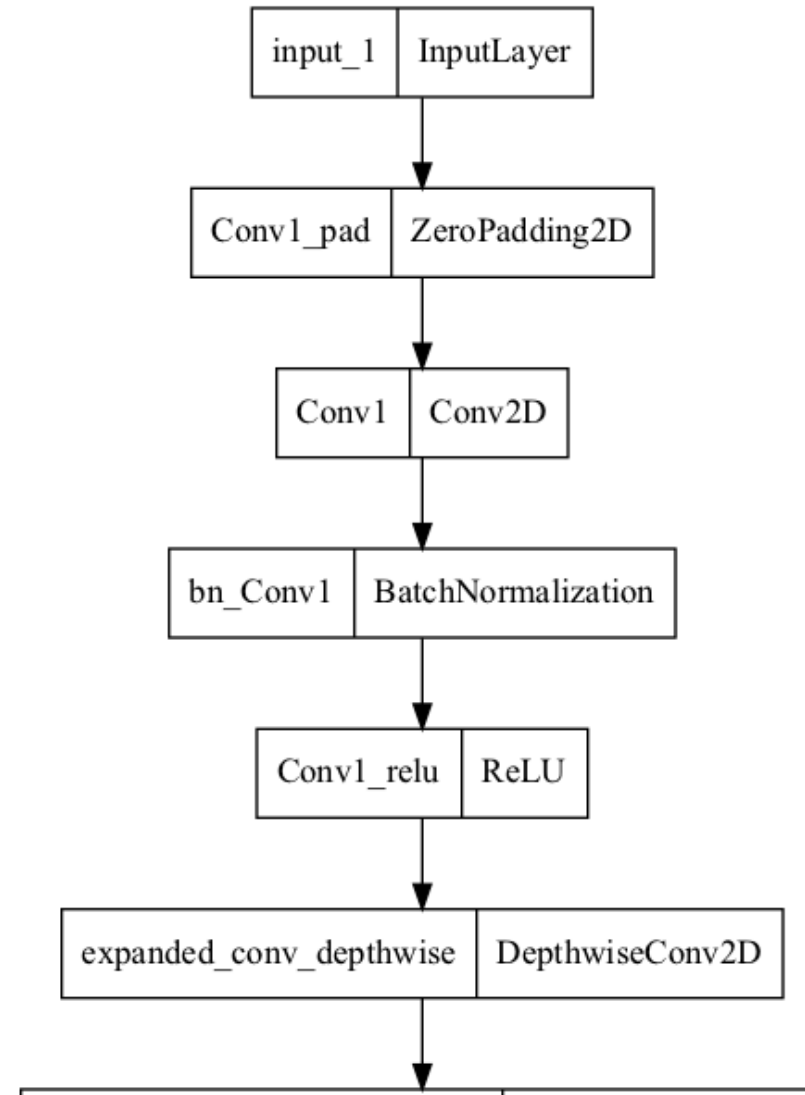 input_1 InputLayer
Conv1_pad ZeroPadding2D
Conv1 Conv2D
bn_Conv1 BatchNormalization
Conv1_relu ReLU
expanded_conv_depthwise DepthwiseConv2D